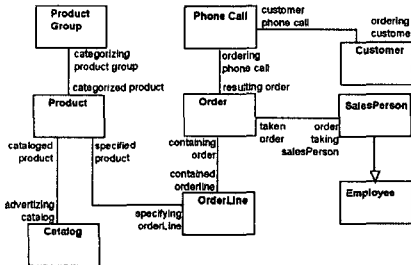 Product
Group
Phone Call
customer
phone call
ordering
custome
Customer
categorizing
product group
ordering
phone call
categorized product
resulting order
Product
Order
SalesPerson
taken
order
order
taking
salesPerson
cataloged
product
specified
product
containing
order
contained
orderline
Employee
advertizing
catalog
specifying
orderLine
OrderLine
Catalog